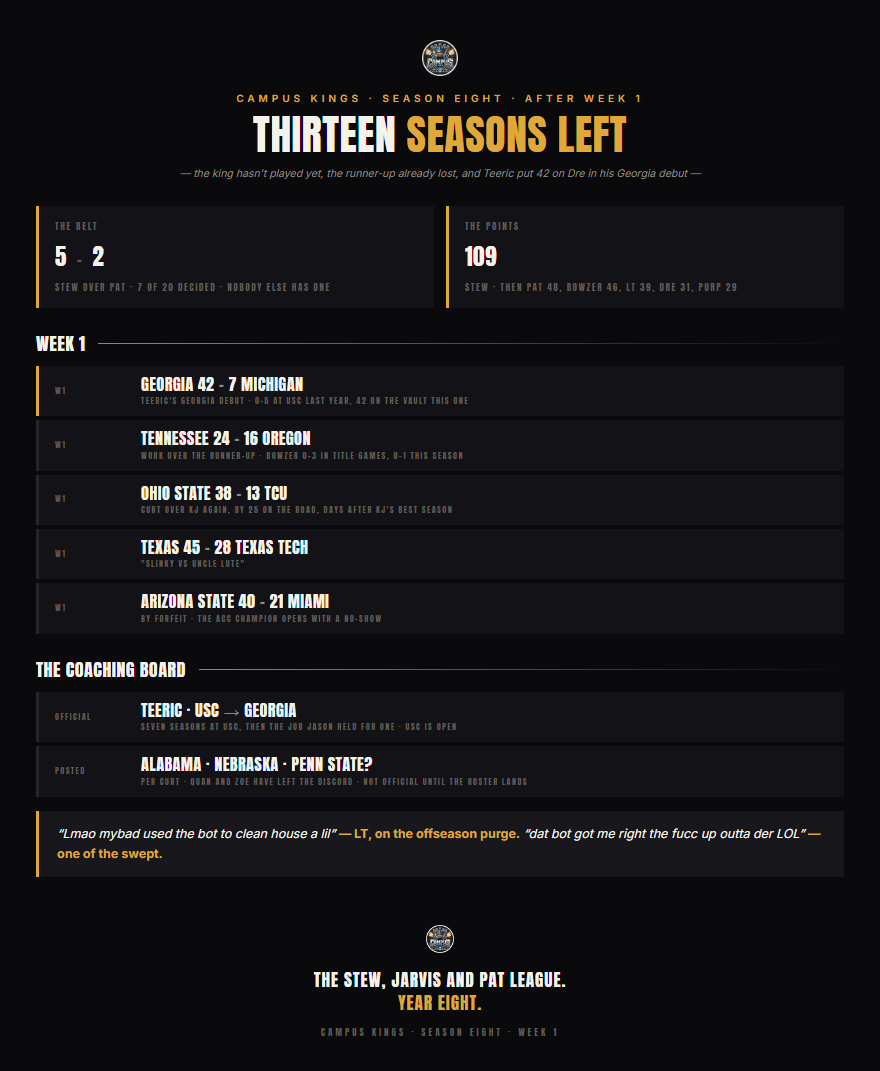 CAMPUS KINGS · SEASON EIGHT · AFTER WEEK 1
THIRTEEN SEASONS LEFT
— the king hasn't played yet, the runner-up already lost, and Teeric put 42 on Dre in his Georgia debut —
THE BELT
5 - 2
STEW OVER PAT · 7 OF 20 DECIDED · NOBODY ELSE HAS ONE
THE POINTS
109
STEW · THEN PAT 48, BOWZER 46, LT 39, DRE 31, PURP 29
WEEK 1
W1
GEORGIA 42 - 7 MICHIGAN
TEERIC'S GEORGIA DEBUT · 0-5 AT USC LAST YEAR, 42 ON THE VAULT THIS ONE
W1
TENNESSEE 24 - 16 OREGON
WORK OVER THE RUNNER-UP · BOWZER 0-3 IN TITLE GAMES, 0-1 THIS SEASON
W1
OHIO STATE 38 - 13 TCU
CURT OVER KJ AGAIN, BY 25 ON THE ROAD, DAYS AFTER KJ'S BEST SEASON
W1
TEXAS 45 - 28 TEXAS TECH
"SLINKY VS UNCLE LUTE"
W1
ARIZONA STATE 40 - 21 MIAMI
BY FORFEIT · THE ACC CHAMPION OPENS WITH A NO-SHOW
THE COACHING BOARD
OFFICIAL
TEERIC · USC → GEORGIA
SEVEN SEASONS AT USC, THEN THE JOB JASON HELD FOR ONE · USC IS OPEN
POSTED
ALABAMA · NEBRASKA · PENN STATE?
PER CURT · QUAN AND ZOE HAVE LEFT THE DISCORD · NOT OFFICIAL UNTIL THE ROSTER LANDS
“Lmao mybad used the bot to clean house a lil” — LT, on the offseason purge. “dat bot got me right the fucc up outta der LOL” —
one of the swept.
THE STEW, JARVIS AND PAT LEAGUE.
YEAR EIGHT.
CAMPUS KINGS · SEASON EIGHT · WEEK 1